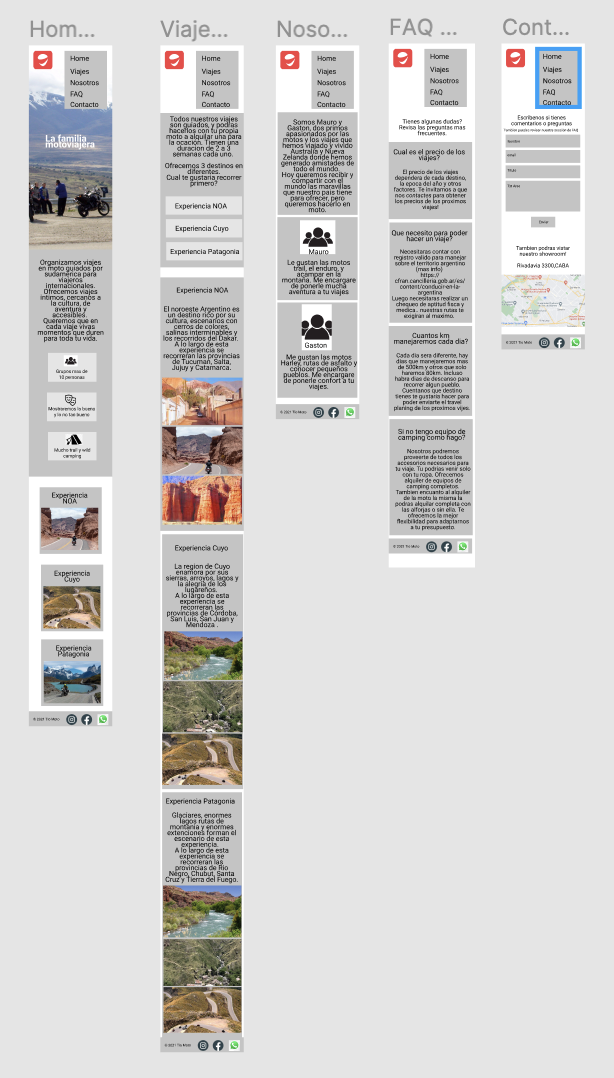 Hom...
Home
Viajes
Nosotros
FAQ
Contacto
La familia
motoviajera
Organizamos viajes
en moto guiados por
sudamerica para
viajeros
internacionales.
Ofrecemos viajes
intimos, cercanos a
la cultura, de
aventura y
accesibles.
Queremos que en
cada viaje vivas
momentos que duren
para toda tu vida.
Grupos max de
10 personas
Mostraremos lo bueno
y lo no tan bueno
Mucho trail y wild
camping
Experiencia
NOA
Experiencia
Cuyo
Experiencia
Patagonia
© 2021 Tio Moto
Viaje...
Home
Viajes
Nosotros
FAQ
Contacto
Todos nuestros viajes
son guiados, y podras
hacerlos con tu propia
moto a alquilar una para
la ocación. Tienen una
duracion de 2 a 3
semanas cada uno.
Ofrecemos 3 destinos en
diferentes.
Cual te gustaria recorrer
primero?
Experiencia NOA
Experiencia Cuyo
Experiencia Patagonia
Experiencia NOA
El noroeste Argentino es
un destino rico por su
cultura, escenarios con
cerros de colores,
salinas interminables y
los recorridos del Dakar.
A lo largo de esta
experiencia se
recorreran las provincias
de Tucuman, Salta,
Jujuy y Catamarca.
Experiencia Cuyo
La region de Cuyo
enamora por sus
sierras, arroyos, lagos y
la alegria de los
lugareños.
A lo largo de esta
experiencia se
recorreran las
provincias de Córdoba,
San Luis, San Juan y
Mendoza .
Experiencia Patagonia
Glaciares, enormes
lagos rutas de
montaña y enormes
extenciones forman el
escenario de esta
experiencia.
A lo largo de esta
experiencia se
recorreran las
provincias de Rio
Negro, Chubut, Santa
Cruz y Tierra del Fuego.
© 2021 Tio Moto
Noso...
Home
Viajes
Nosotros
FAQ
Contacto
Somos Mauro y
Gaston, dos primos
apasionados por las
motos y los viajes que
hemos viajado y vivido
Australia y Nueva
Zelanda donde hemos
generado amistades de
todo el mundo.
Hoy queremos recibir y
compartir con el
mundo las maravillas
que nuestro pais tiene
para ofrecer, pero
queremos hacerlo en
moto.
Mauro
Le gustan las motos
trail, el enduro, y
acampar en la
montaña. Me encargare
de ponerle mucha
aventura a tu viajes
Gaston
Me gustan las motos
Harley, rutas de asfalto y
conocer pequeños
pueblos. Me encargare
de ponerle confort a tu
viajes.
© 2021 Tio Moto
FAQ ...
Home
Viajes
Nosotros
FAQ
Contacto
Tienes algunas dudas?
Revisa las preguntas mas
frecuentes.
Cual es el precio de los
viajes?
El precio de los viajes
dependera de cada destino,
la epoca del año y otros
factores. Te invitamos a que
nos contactes para obtener
los precios de los proximos
viajes!
Que necesito para poder
hacer un viaje?
Necesitaras contar con
registro valido para manejar
sobre el territorio argentino
(mas info)
https://
cfran.cancilleria.gob.ar/es/
content/conducir-en-la-
argentina
Luego necesitaras realizar un
chequeo de aptitud fisica y
medica.. nuestras rutas te
exigiran al maximo.
Cuantos km
manejaremos cada dia?
Cada dia sera diferente, hay
dias que manejaremos mas
de 500km y otros que solo
haremos 80km. Incluso
habra dias de descanso para
recorrer algun pueblo.
Cuentanos que destino
tienes te gustaria hacer para
poder enviarte el travel
planing de los proximos vijes.
Si no tengo equipo de
camping como hago?
Nosotros podremos
proveerte de todos los
accesorios necesarios para
tu viaje. Tu podrias venir solo
con tu ropa. Ofrecemos
alquiler de equipos de
camping completos.
Tambien encuanto al alquiler
de la moto la misma la
podras alquilar completa con
las alforjas o sin ella. Te
ofrecemos la mejor
flexibilidad para adaptarnos
a tu presupuesto.
© 2021 Tio Moto
Cont...
Home
Viajes
Nosotros
FAQ
Contacto
Escribenos si tienes
comentarios o preguntas
Tambien puedes revisar nuestra seccion de FAQ
Nombre
email
Titulo
Txt Area
Enviar
Tambien podras vistar
nuestro showroom!
Rivadavia 3300,CABA
© 2021 Tio Moto